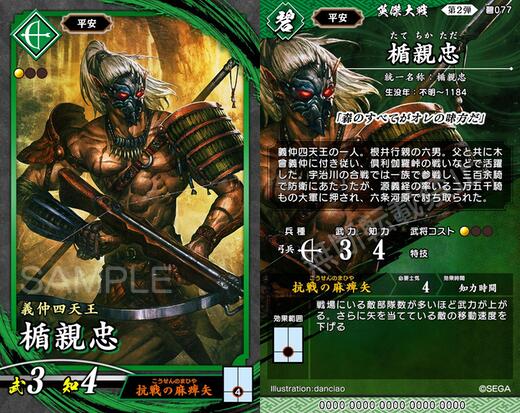 平安
SAMPLE
義仲四天王
楯親忠
武3 知4
こうせんのまひや
抗戦の麻痺矢
4
碧
平安
英傑大戦
第2弾
碧077
たて ちか ただ
楯親忠
統一名称:楯親忠
生没年:不明~1184
「森のすべてがオレの味方だ」
義仲四天王の一人。根井行親の六男。父と共に木
曾義仲に付き従い、倶利伽羅峠の戦いなどで活躍
した。宇治川の合戦では一族で参戦し、三百余騎
で防衛にあたったが、源義経の率いる二万五千騎
もの大軍に押され、六条河原で討ち取られた。
兵種 武力 知力 武将コスト
弓兵 3 4 特技
こうせんのまひや 必要士気 効果時間
抗戦の麻痺矢 4 知力時間
効果範囲
戦場にいる敵部隊数が多いほど武力が上が
る。さらに矢を当てている敵の移動速度を
下げる
Illustration:danciao
©SEGA
0000-0000-0000-0000-0000